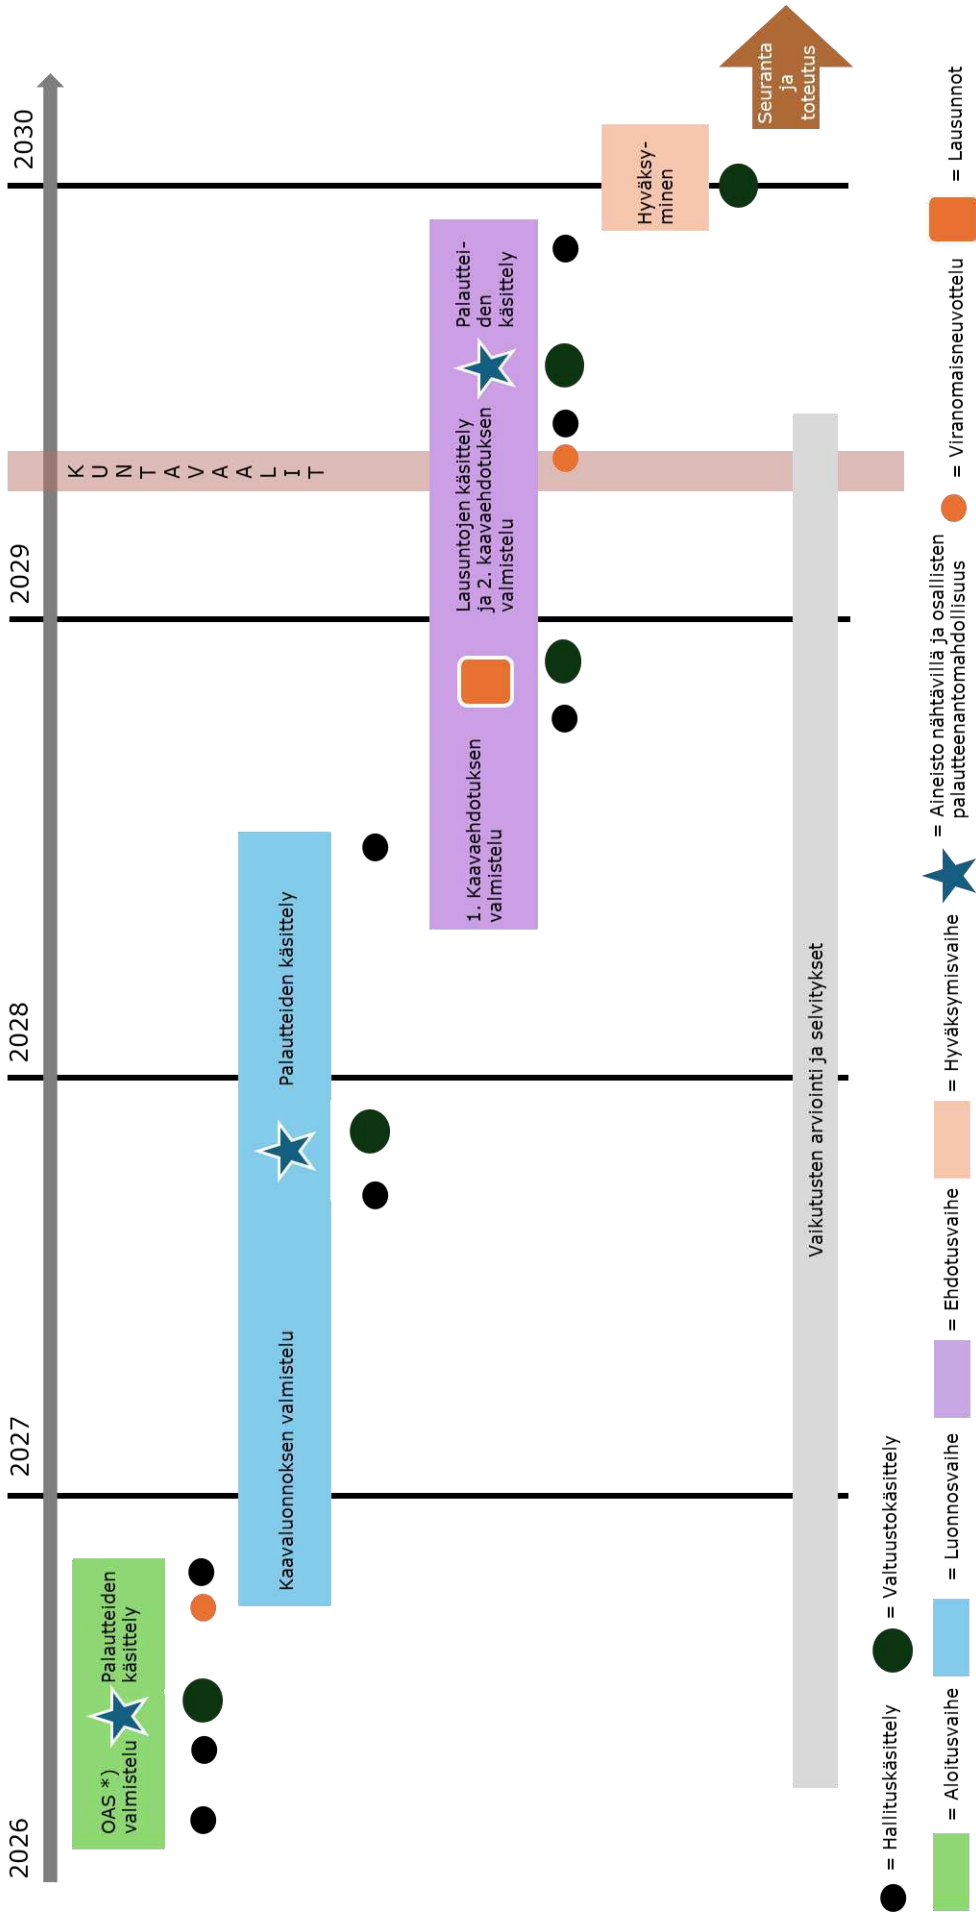 2026
2027
2028
2029
2030
KUNTAVAALIT
OAS *)
valmistelu
Palautteiden
käsittely
Kaavaluonnoksen valmistelu
Palautteiden käsittely
1. Kaavaehdotuksen
valmistelu
Lausuntojen käsittely
ja 2. kaavaehdotuksen
valmistelu
Palauttei-
den
käsittely
Hyväksy-
minen
Seuranta
ja
toteutus
Vaikutusten arviointi ja selvitykset
= Hallituskäsittely
= Valtuustokäsittely
= Aloitusvaihe
= Luonnosvaihe
= Ehdotusvaihe
= Hyväksymisvaihe
= Aineisto nähtävillä ja osallisten
palautteenantomahdollisuus
= Viranomaisneuvottelu
= Lausunnot